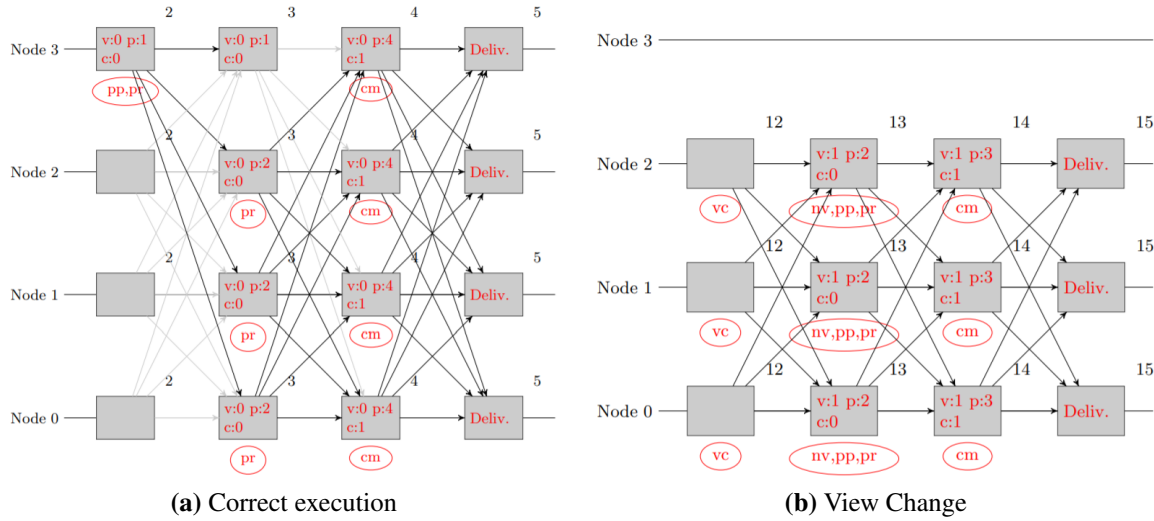 2 3 4 5
Node 3 v:0 p:1 v:0 p:1 v:0 p:4 Deliv.
c:0 c:0 c:1
pp,pr cm
2 3 4 5
Node 2 v:0 p:2 v:0 p:4 Deliv.
c:0 c:1
pr cm
2 3 4 5
Node 1 v:0 p:2 v:0 p:4 Deliv.
c:0 c:1
pr cm
2 3 4 5
Node 0 v:0 p:2 v:0 p:4 Deliv.
c:0 c:1
pr cm
(a) Correct execution
Node 3
12 13 14 15
Node 2 v:1 p:2 v:1 p:3 Deliv.
c:0 c:1
vc nv,pp,pr cm
12 13 14 15
Node 1 v:1 p:2 v:1 p:3 Deliv.
c:0 c:1
vc nv,pp,pr cm
12 13 14 15
Node 0 v:1 p:2 v:1 p:3 Deliv.
c:0 c:1
vc nv,pp,pr cm
(b) View Change